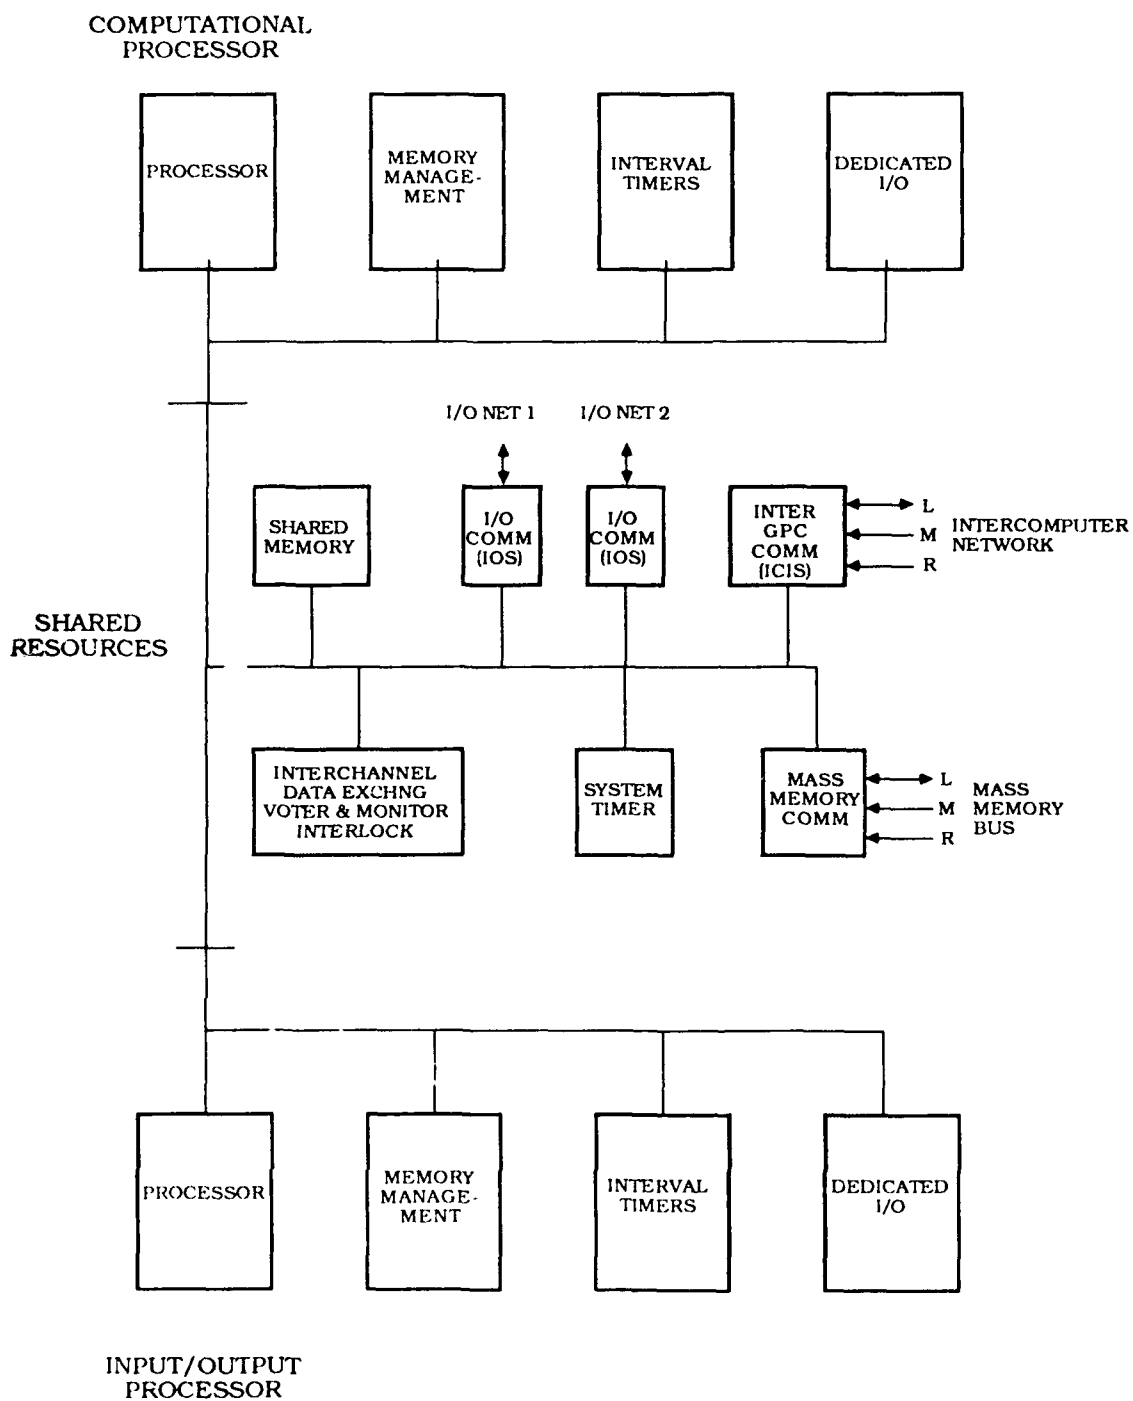 COMPUTATIONAL
PROCESSOR
PROCESSOR
MEMORY
MANAGE-
MENT
INTERVAL
TIMERS
DEDICATED
I/O
I/O NET 1
I/O NET 2
SHARED
MEMORY
I/O
COMM
(IOS)
I/O
COMM
(IOS)
INTER
GPC
COMM
(ICIS)
L
M
R
INTERCOMPUTER
NETWORK
SHARED
RESOURCES
INTERCHANNEL
DATA EXCHNG
VOTER & MONITOR
INTERLOCK
SYSTEM
TIMER
MASS
MEMORY
COMM
L
M
R
MASS
MEMORY
BUS
PROCESSOR
MEMORY
MANAGE-
MENT
INTERVAL
TIMERS
DEDICATED
I/O
INPUT/OUTPUT
PROCESSOR